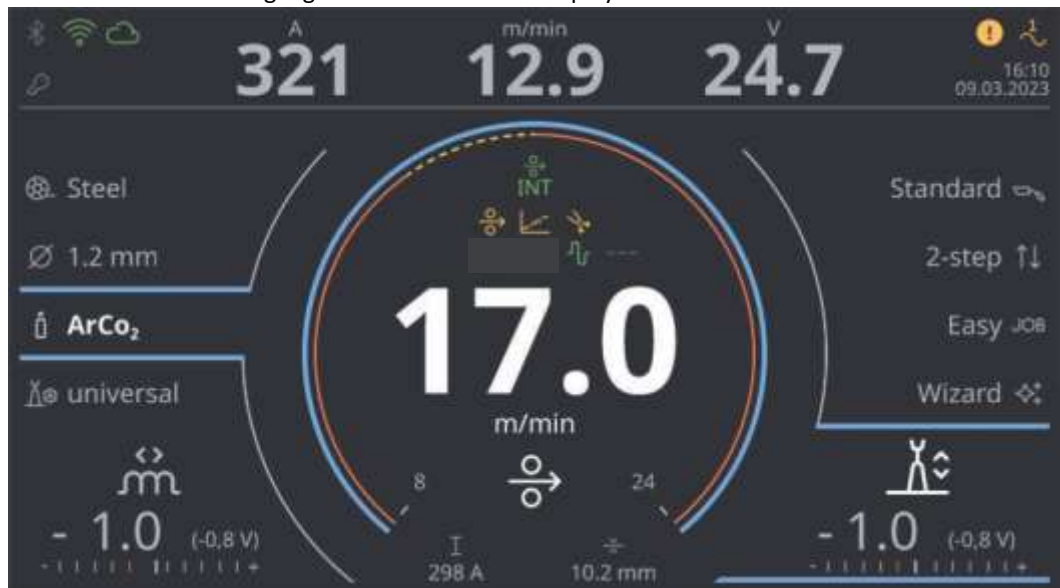 A m/min V
321 12.9 24.7
16:10
09.03.2023
INT
Steel
Standard
1.2 mm
---
2-step
17.0
ArCo₂
Easy JOB
universal
Wizard
m/min
8 24
- 1.0 (-0,8 V)
- 1.0 (-0,8 V)
298 A 10.2 mm